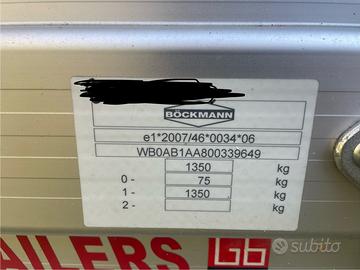 BÖCKMANN
e1*2007/46*0034*06
WB0AB1AA800339649
1350 kg
0- 75 kg
1- 1350 kg
2- kg
AILERS GB
subito